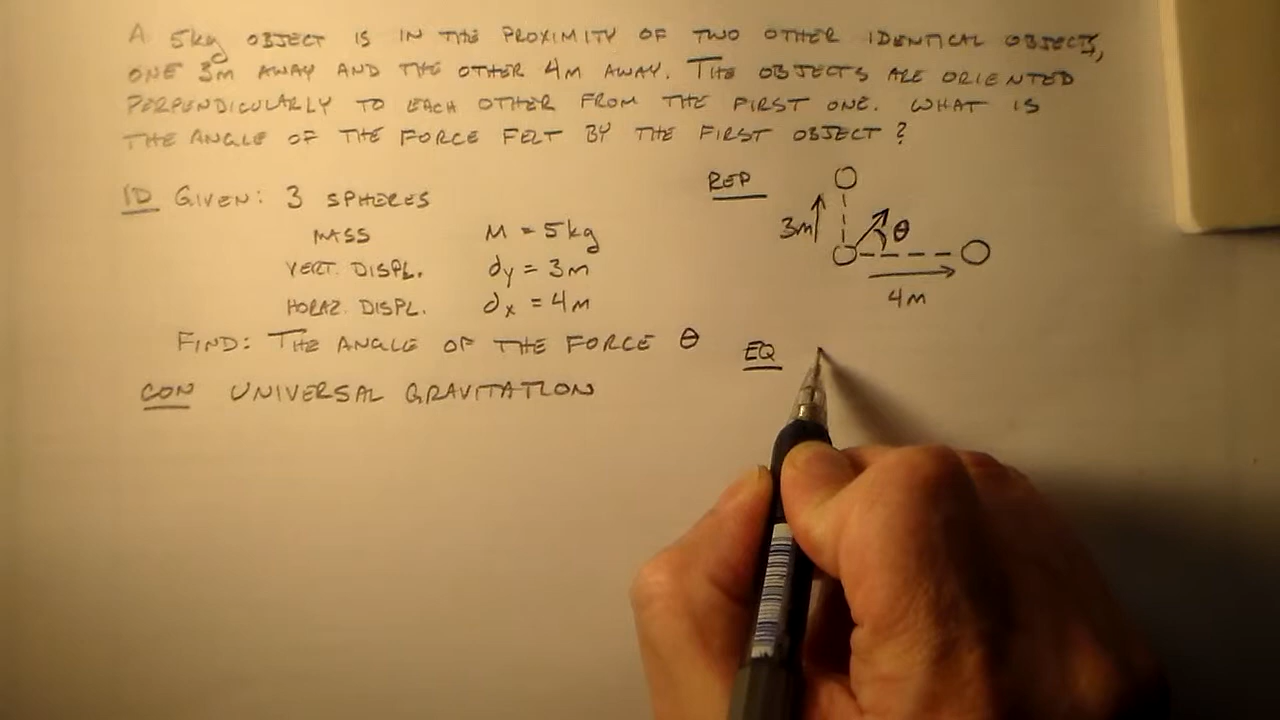 A 5kg OBJECT IS IN THE PROXIMITY OF TWO OTHER IDENTICAL OBJECTS,
ONE 3M AWAY AND THE OTHER 4M AWAY. THE OBJECTS ARE ORIENTED
PERPENDICULARLY TO EACH OTHER FROM THE FIRST ONE. WHAT IS
THE ANGLE OF THE FORCE FELT BY THE FIRST OBJECT?
ID GIVEN: 3 SPHERES
MASS M = 5kg
VERT. DISPL. dy = 3M
HORAZ. DISPL. dx = 4M
FIND: THE ANGLE OF THE FORCE θ
CON UNIVERSAL GRAVITATION
REP
3M
θ
4M
EQ